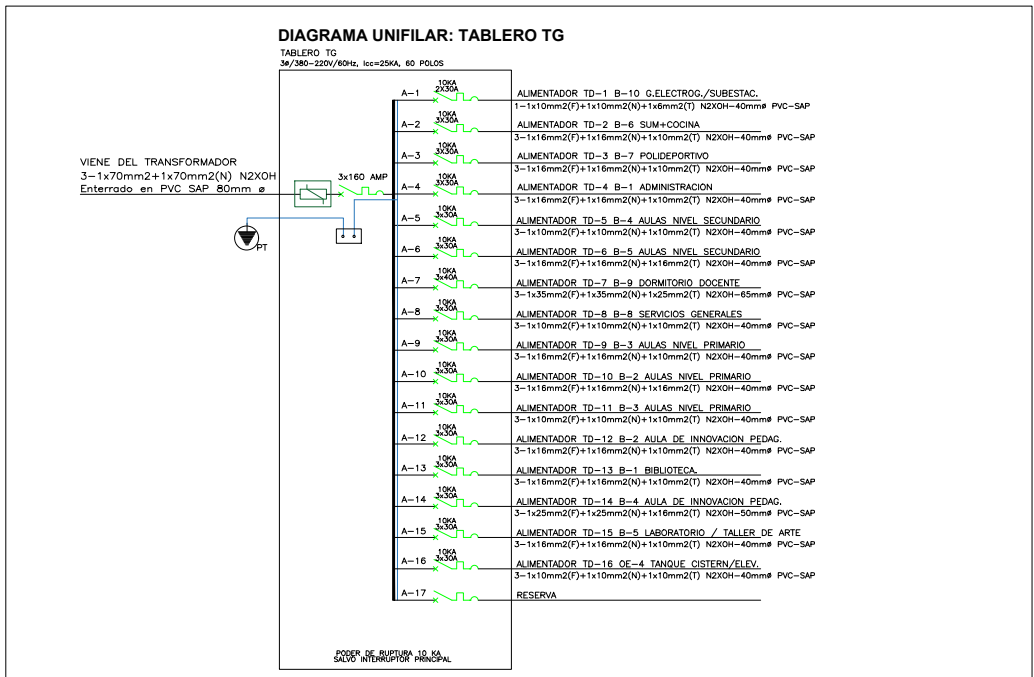 DIAGRAMA UNIFILAR: TABLERO TG
TABLERO TG
3ø/380-220V/60Hz, Icc=25KA, 60 POLOS
VIENE DEL TRANSFORMADOR
3-1x70mm2+1x70mm2(N) N2XOH
Enterrado en PVC SAP 80mm ø
3x160 AMP
PT
A-1
10KA
2X30A
ALIMENTADOR TD-1 B-10 G.ELECTROG./SUBESTAC.
1-1x10mm2(F)+1x10mm2(N)+1x6mm2(T) N2XOH-40mmø PVC-SAP
A-2
10KA
3X30A
ALIMENTADOR TD-2 B-6 SUM+COCINA
3-1x16mm2(F)+1x16mm2(N)+1x10mm2(T) N2XOH-40mmø PVC-SAP
A-3
10KA
3X30A
ALIMENTADOR TD-3 B-7 POLIDEPORTIVO
3-1x16mm2(F)+1x16mm2(N)+1x10mm2(T) N2XOH-40mmø PVC-SAP
A-4
10KA
3X30A
ALIMENTADOR TD-4 B-1 ADMINISTRACION
3-1x16mm2(F)+1x16mm2(N)+1x10mm2(T) N2XOH-40mmø PVC-SAP
A-5
10KA
3x30A
ALIMENTADOR TD-5 B-4 AULAS NIVEL SECUNDARIO
3-1x10mm2(F)+1x10mm2(N)+1x10mm2(T) N2XOH-40mmø PVC-SAP
A-6
10KA
3x30A
ALIMENTADOR TD-6 B-5 AULAS NIVEL SECUNDARIO
3-1x16mm2(F)+1x16mm2(N)+1x16mm2(T) N2XOH-40mmø PVC-SAP
A-7
10KA
3x40A
ALIMENTADOR TD-7 B-9 DORMITORIO DOCENTE
3-1x35mm2(F)+1x35mm2(N)+1x25mm2(T) N2XOH-65mmø PVC-SAP
A-8
10KA
3x30A
ALIMENTADOR TD-8 B-8 SERVICIOS GENERALES
3-1x10mm2(F)+1x10mm2(N)+1x10mm2(T) N2XOH-40mmø PVC-SAP
A-9
10KA
3x30A
ALIMENTADOR TD-9 B-3 AULAS NIVEL PRIMARIO
3-1x16mm2(F)+1x16mm2(N)+1x10mm2(T) N2XOH-40mmø PVC-SAP
A-10
10KA
3x30A
ALIMENTADOR TD-10 B-2 AULAS NIVEL PRIMARIO
3-1x16mm2(F)+1x16mm2(N)+1x10mm2(T) N2XOH-40mmø PVC-SAP
A-11
10KA
3x30A
ALIMENTADOR TD-11 B-3 AULAS NIVEL PRIMARIO
3-1x10mm2(F)+1x10mm2(N)+1x10mm2(T) N2XOH-40mmø PVC-SAP
A-12
10KA
3x30A
ALIMENTADOR TD-12 B-2 AULA DE INNOVACION PEDAG.
3-1x16mm2(F)+1x16mm2(N)+1x10mm2(T) N2XOH-40mmø PVC-SAP
A-13
10KA
3x30A
ALIMENTADOR TD-13 B-1 BIBLIOTECA.
3-1x16mm2(F)+1x16mm2(N)+1x10mm2(T) N2XOH-40mmø PVC-SAP
A-14
10KA
3x30A
ALIMENTADOR TD-14 B-4 AULA DE INNOVACION PEDAG.
3-1x25mm2(F)+1x25mm2(N)+1x16mm2(T) N2XOH-50mmø PVC-SAP
A-15
10KA
3x30A
ALIMENTADOR TD-15 B-5 LABORATORIO / TALLER DE ARTE
3-1x16mm2(F)+1x16mm2(N)+1x10mm2(T) N2XOH-40mmø PVC-SAP
A-16
10KA
3x30A
ALIMENTADOR TD-16 OE-4 TANQUE CISTERN/ELEV.
3-1x10mm2(F)+1x10mm2(N)+1x10mm2(T) N2XOH-40mmø PVC-SAP
A-17
RESERVA
PODER DE RUPTURA 10 KA
SALVO INTERRUPTOR PRINCIPAL